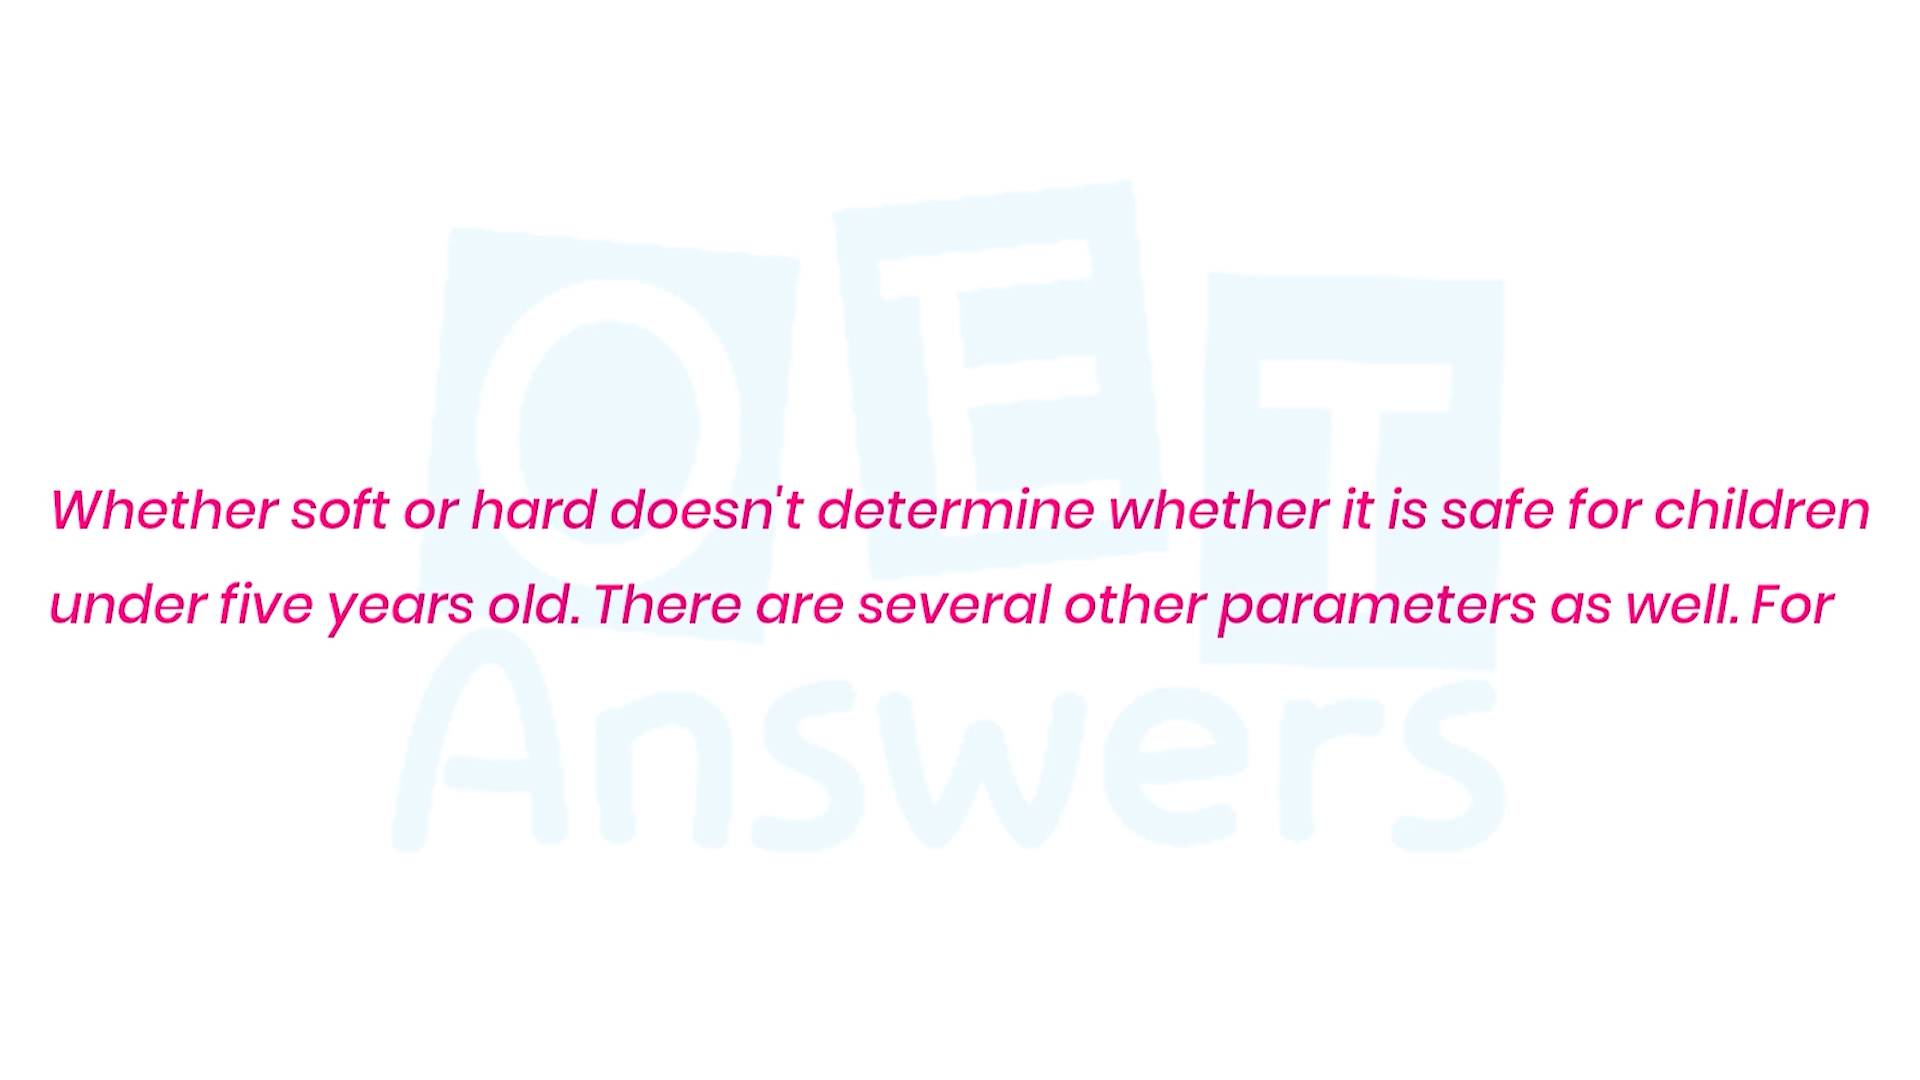 O E T
Whether soft or hard doesn't determine whether it is safe for children
under five years old. There are several other parameters as well. For
Answers